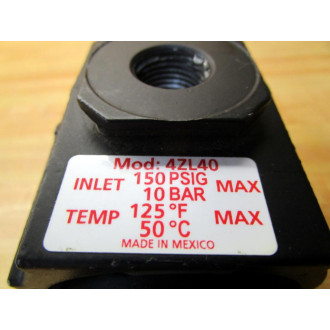 Mod: 4ZL40
INLET 150 PSIG MAX
10 BAR
TEMP 125 °F MAX
50 °C
MADE IN MEXICO